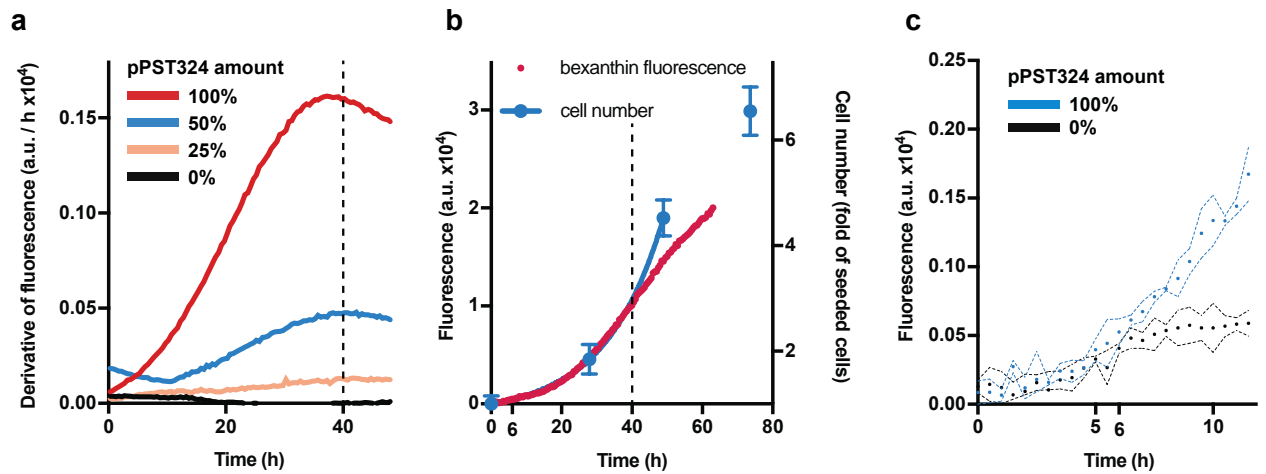 a
pPST324 amount
100%
50%
25%
0%
Derivative of fluorescence (a.u. / h x10⁴)
0.15
0.10
0.05
0.00
0
20
40
Time (h)
b
bexanthin fluorescence
cell number
Fluorescence (a.u. x10⁴)
3
2
1
0
0
6
20
40
60
80
Time (h)
6
4
2
Cell number (fold of seeded cells)
c
pPST324 amount
100%
0%
Fluorescence (a.u. x10⁴)
0.25
0.20
0.15
0.10
0.05
0.00
0
5
6
10
Time (h)